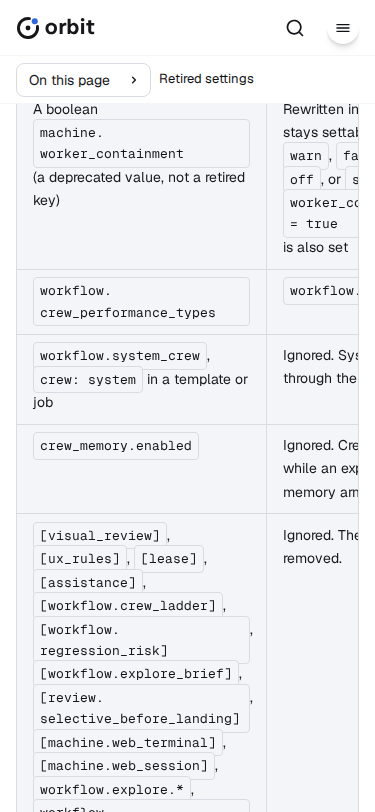 orbit
On this page
Retired settings
A boolean
machine.
worker_containment
(a deprecated value, not a retired
key)
Rewritten in
stays settab
warn ,
off , or
= true
is also set
workflow.
crew_performance_types
workflow.
workflow.system_crew ,
crew: system in a template or
job
Ignored. Sys
through the
crew_memory.enabled
Ignored. Cre
while an exp
memory arm
[visual_review] ,
[ux_rules] , [lease] ,
[assistance] ,
[workflow.crew_ladder] ,
[workflow.
regression_risk] ,
[workflow.explore_brief] ,
[review.
selective_before_landing] ,
[machine.web_terminal] ,
[machine.web_session] ,
workflow.explore.* ,
Ignored. The
removed.